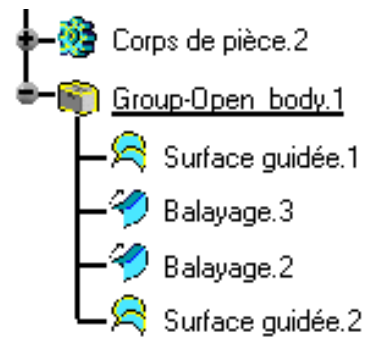 Corps de pièce.2
Group-Open_body.1
Surface guidée.1
Balayage.3
Balayage.2
Surface guidée.2